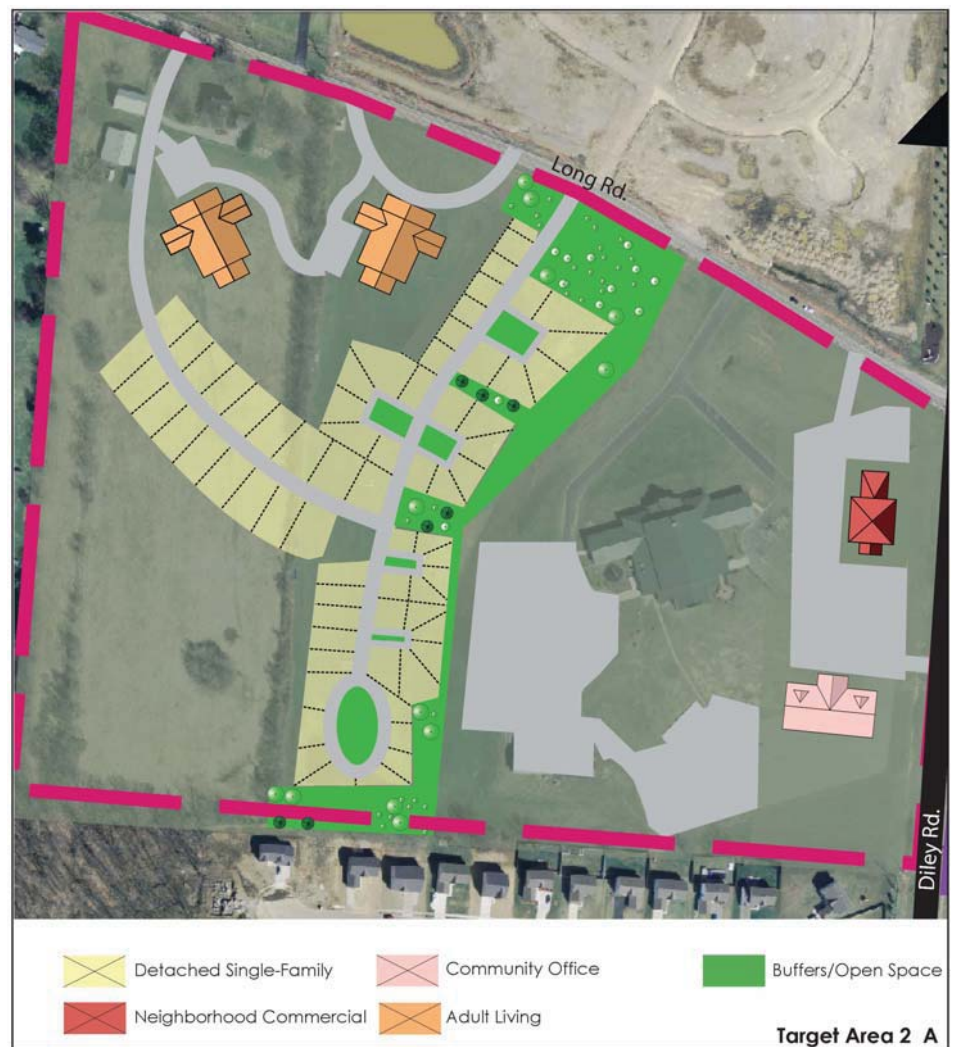 Long Rd.
Diley Rd.
Detached Single-Family
Community Office
Buffers/Open Space
Neighborhood Commercial
Adult Living
Target Area 2 A